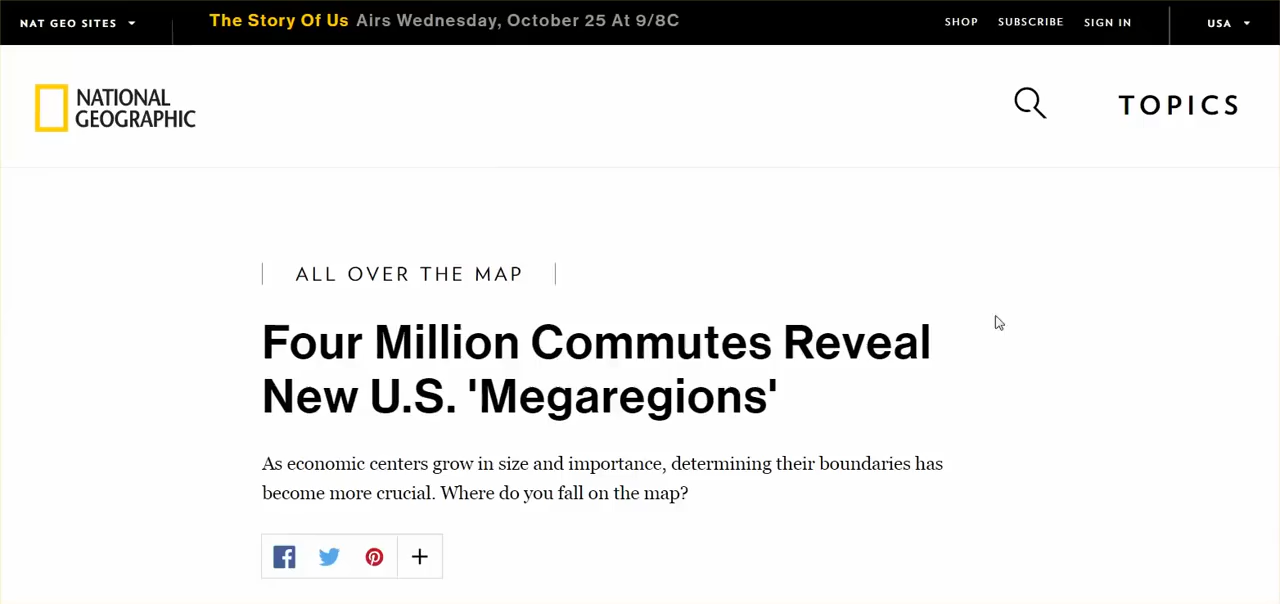 NAT GEO SITES
The Story Of Us Airs Wednesday, October 25 At 9/8C
SHOP SUBSCRIBE SIGN IN
USA
NATIONAL
GEOGRAPHIC
TOPICS
ALL OVER THE MAP
Four Million Commutes Reveal
New U.S. 'Megaregions'
As economic centers grow in size and importance, determining their boundaries has
become more crucial. Where do you fall on the map?